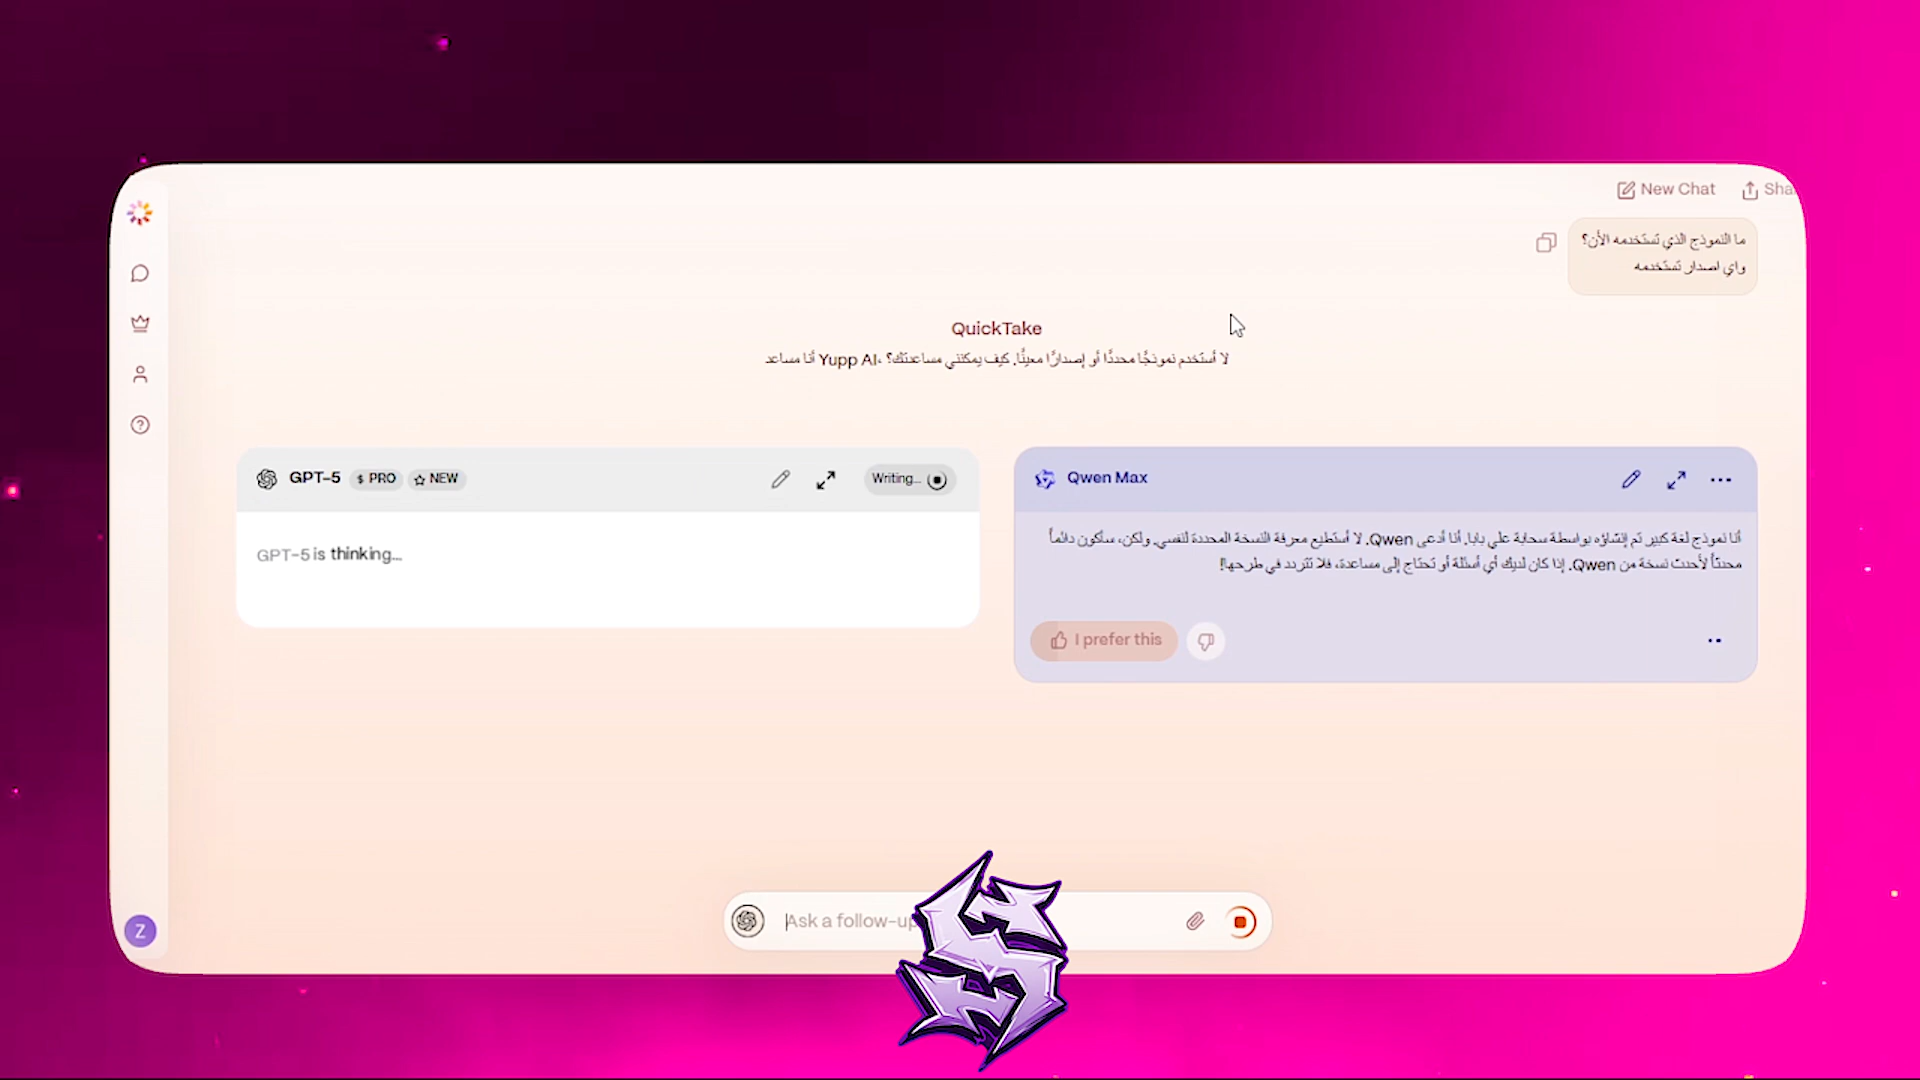 New Chat
Sha
ما النموذج الذي تستخدمه الأن؟
واي اصدار تستخدمه
QuickTake
لا أستخدم نموذجًا محددًا أو إصدارًا معينًا. كيف يمكنني مساعدتك؟ ،Yupp AI أنا مساعد
GPT-5 $ PRO NEW
Writing...
GPT-5 is thinking...
Qwen Max
أنا نموذج لغة كبير تم إنشاؤه بواسطة سحابة علي بابا. أنا أدعى Qwen. لا أستطيع معرفة النسخة المحددة لنفسي. ولكن، سأكون دائماً
محدثاً لأحدث نسخة من Qwen. إذا كان لديك أي أسئلة أو تحتاج إلى مساعدة، فلا تتردد في طرحها!
I prefer this
Ask a follow-up
Z